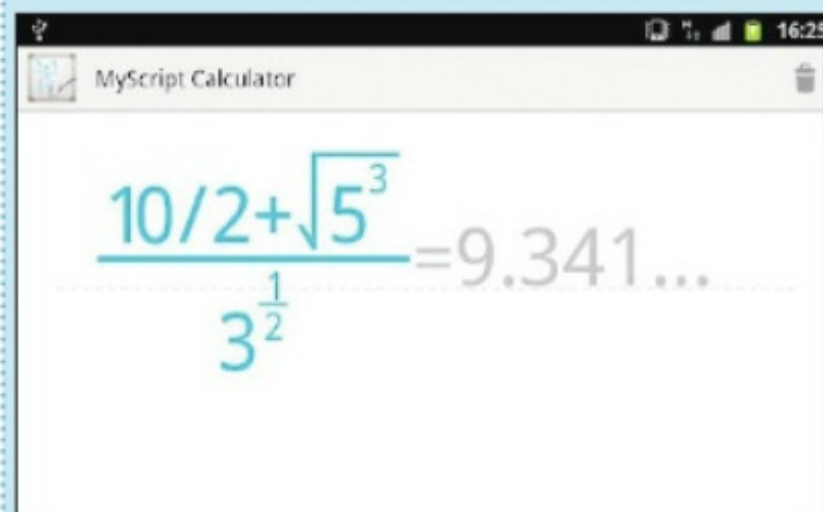 16:25
MyScript Calculator
10/2+√5³
=9.341...
3^(1/2)